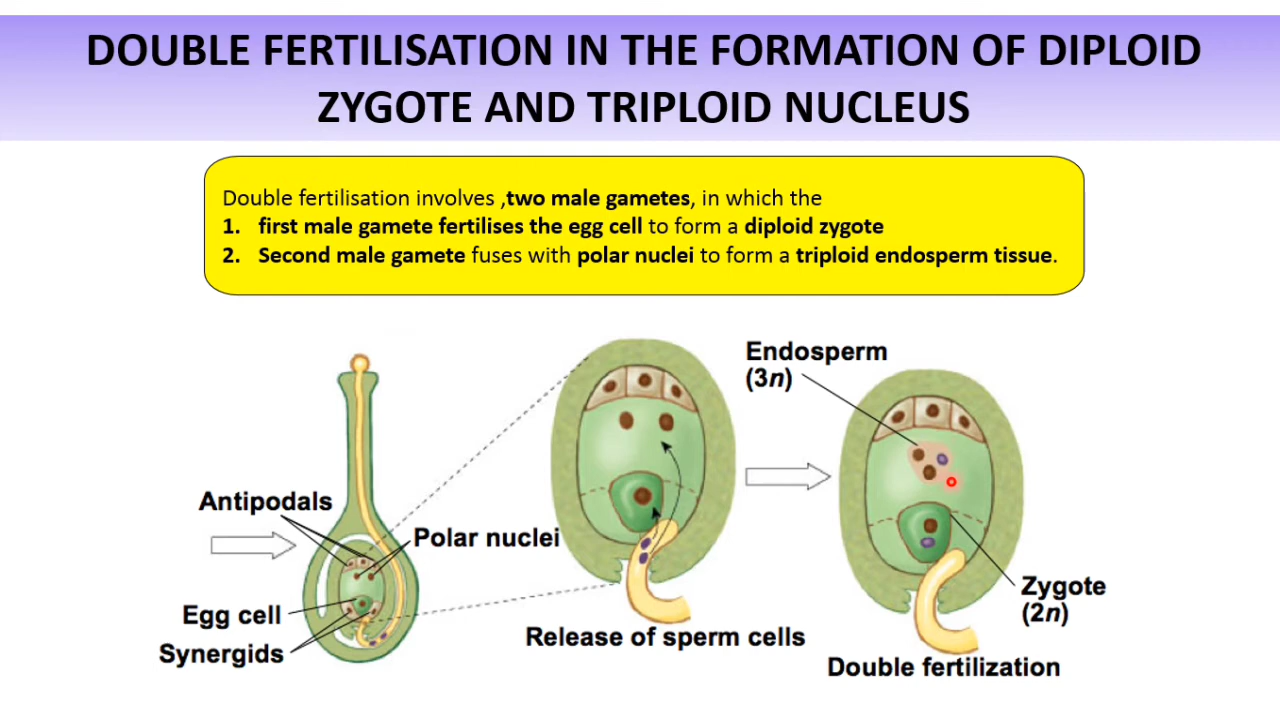 DOUBLE FERTILISATION IN THE FORMATION OF DIPLOID
ZYGOTE AND TRIPLOID NUCLEUS
Double fertilisation involves ,two male gametes, in which the
1. first male gamete fertilises the egg cell to form a diploid zygote
2. Second male gamete fuses with polar nuclei to form a triploid endosperm tissue.
Antipodals
Polar nuclei
Egg cell
Synergids
Release of sperm cells
Endosperm
(3n)
Zygote
(2n)
Double fertilization